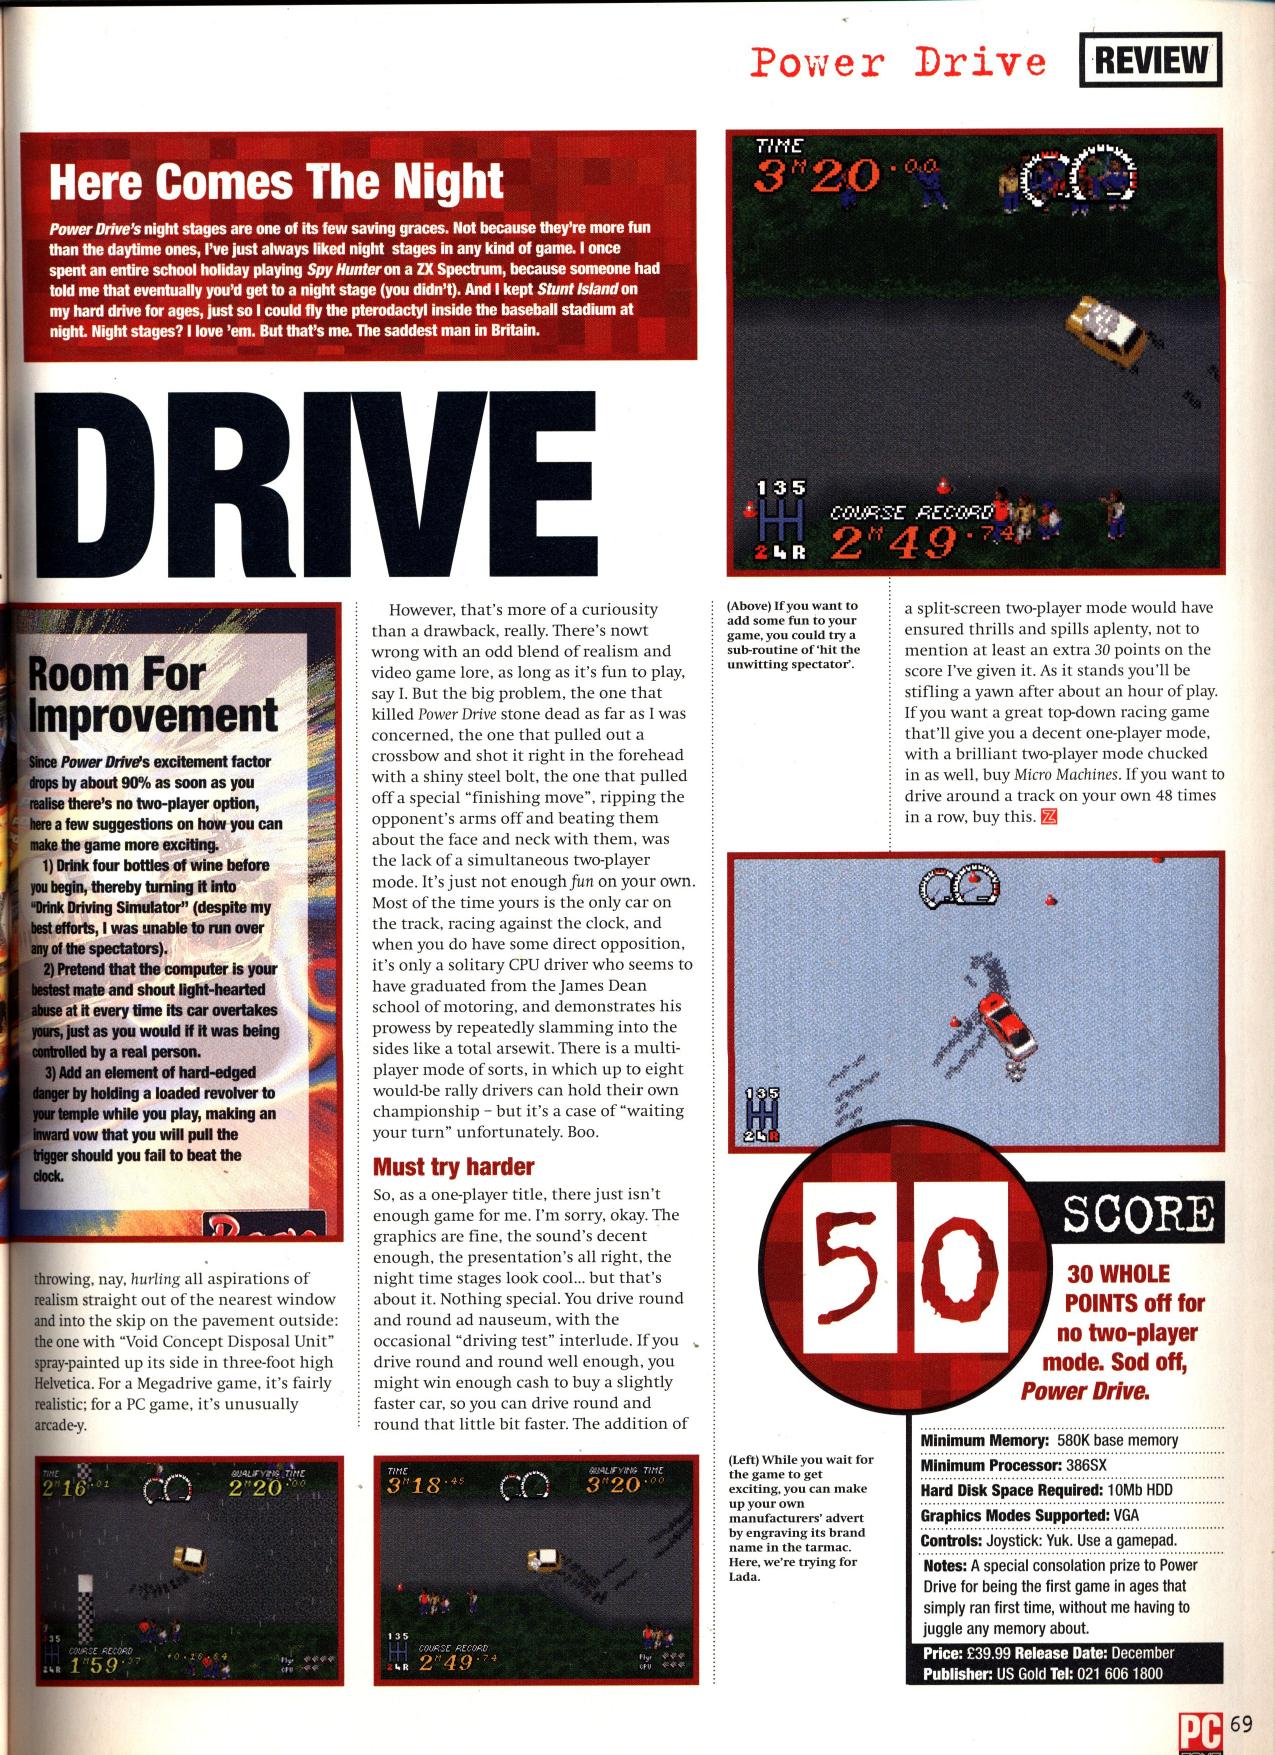 Power Drive REVIEW
Here Comes The Night
Power Drive's night stages are one of its few saving graces. Not because they're more fun
than the daytime ones, I've just always liked night stages in any kind of game. I once
spent an entire school holiday playing Spy Hunter on a ZX Spectrum, because someone had
told me that eventually you'd get to a night stage (you didn't). And I kept Stunt Island on
my hard drive for ages, just so I could fly the pterodactyl inside the baseball stadium at
night. Night stages? I love 'em. But that's me. The saddest man in Britain.
TIME
3 M 20 .00
1 3 5
2 4 R
COURSE RECORD
2 M 49 .74
DRIVE
Room For
Improvement
Since Power Drive's excitement factor
drops by about 90% as soon as you
realise there's no two-player option,
here a few suggestions on how you can
make the game more exciting.
1) Drink four bottles of wine before
you begin, thereby turning it into
"Drink Driving Simulator" (despite my
best efforts, I was unable to run over
any of the spectators).
2) Pretend that the computer is your
bestest mate and shout light-hearted
abuse at it every time its car overtakes
yours, just as you would if it was being
controlled by a real person.
3) Add an element of hard-edged
danger by holding a loaded revolver to
your temple while you play, making an
inward vow that you will pull the
trigger should you fail to beat the
clock.
throwing, nay, hurling all aspirations of
realism straight out of the nearest window
and into the skip on the pavement outside:
the one with "Void Concept Disposal Unit"
spray-painted up its side in three-foot high
Helvetica. For a Megadrive game, it's fairly
realistic; for a PC game, it's unusually
arcade-y.
However, that's more of a curiousity
than a drawback, really. There's nowt
wrong with an odd blend of realism and
video game lore, as long as it's fun to play,
say I. But the big problem, the one that
killed Power Drive stone dead as far as I was
concerned, the one that pulled out a
crossbow and shot it right in the forehead
with a shiny steel bolt, the one that pulled
off a special "finishing move", ripping the
opponent's arms off and beating them
about the face and neck with them, was
the lack of a simultaneous two-player
mode. It's just not enough fun on your own.
Most of the time yours is the only car on
the track, racing against the clock, and
when you do have some direct opposition,
it's only a solitary CPU driver who seems to
have graduated from the James Dean
school of motoring, and demonstrates his
prowess by repeatedly slamming into the
sides like a total arsewit. There is a multi-
player mode of sorts, in which up to eight
would-be rally drivers can hold their own
championship – but it's a case of "waiting
your turn" unfortunately. Boo.
Must try harder
So, as a one-player title, there just isn't
enough game for me. I'm sorry, okay. The
graphics are fine, the sound's decent
enough, the presentation's all right, the
night time stages look cool... but that's
about it. Nothing special. You drive round
and round ad nauseum, with the
occasional "driving test" interlude. If you
drive round and round well enough, you
might win enough cash to buy a slightly
faster car, so you can drive round and
round that little bit faster. The addition of
(Above) If you want to
add some fun to your
game, you could try a
sub-routine of 'hit the
unwitting spectator'.
a split-screen two-player mode would have
ensured thrills and spills aplenty, not to
mention at least an extra 30 points on the
score I've given it. As it stands you'll be
stifling a yawn after about an hour of play.
If you want a great top-down racing game
that'll give you a decent one-player mode,
with a brilliant two-player mode chucked
in as well, buy Micro Machines. If you want to
drive around a track on your own 48 times
in a row, buy this. Z
1 3 5
2 4 R
50
SCORE
30 WHOLE
POINTS off for
no two-player
mode. Sod off,
Power Drive.
Minimum Memory: 580K base memory
Minimum Processor: 386SX
Hard Disk Space Required: 10Mb HDD
Graphics Modes Supported: VGA
Controls: Joystick: Yuk. Use a gamepad.
Notes: A special consolation prize to Power
Drive for being the first game in ages that
simply ran first time, without me having to
juggle any memory about.
Price: £39.99 Release Date: December
Publisher: US Gold Tel: 021 606 1800
TIME
2 M 16 .01
QUALIFYING TIME
2 M 20 .00
COURSE RECORD
1 M 59 .37
TIME
3 M 18 .45
QUALIFYING TIME
3 M 20 .00
1 3 5
2 4 R
COURSE RECORD
2 M 49 .74
(Left) While you wait for
the game to get
exciting, you can make
up your own
manufacturers' advert
by engraving its brand
name in the tarmac.
Here, we're trying for
Lada.
PC 69